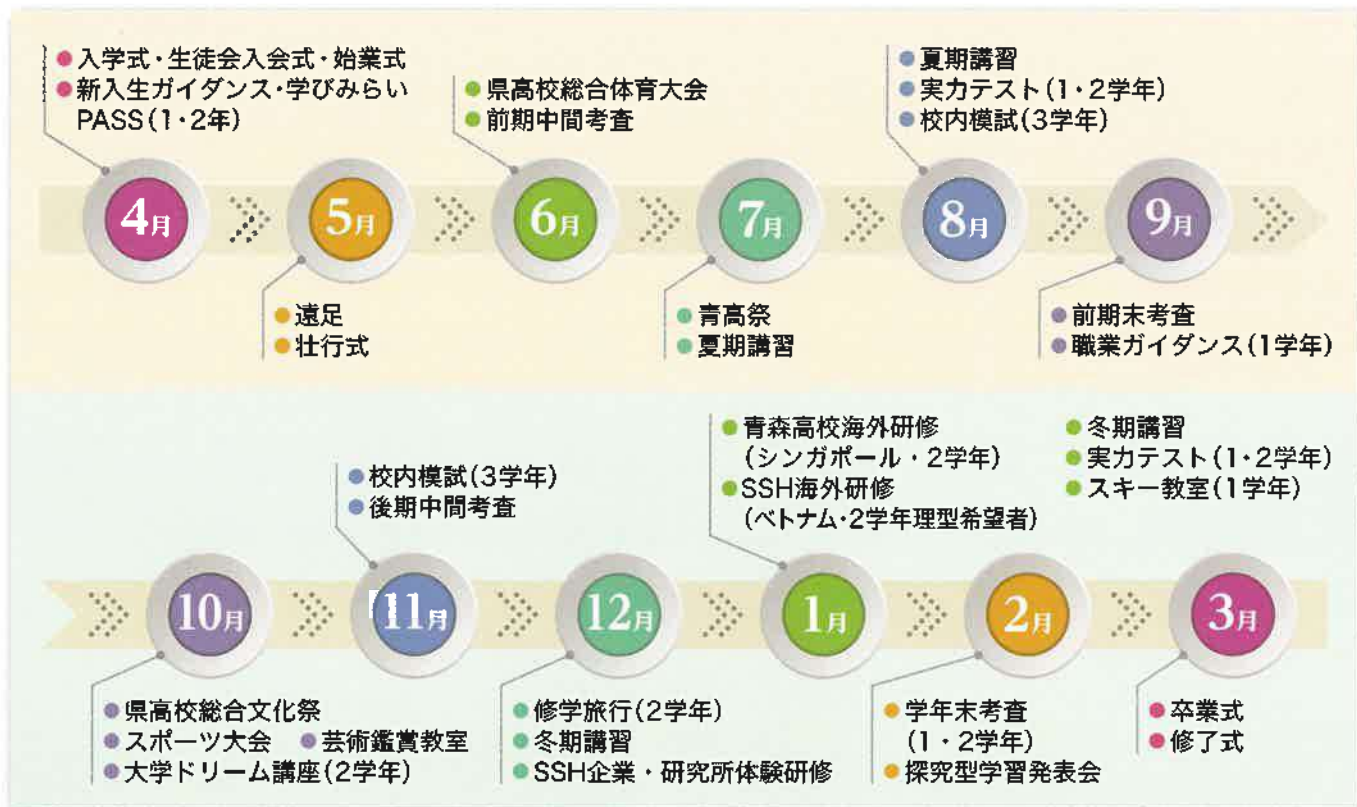 ●入学式・生徒会入会式・始業式
●新入生ガイダンス・学びみらい
PASS(1・2年)
●県高校総合体育大会
●前期中間考査
●夏期講習
●実力テスト(1・2学年)
●校内模試(3学年)
4月
5月
6月
7月
8月
9月
●遠足
●壮行式
●青高祭
●夏期講習
●前期末考査
●職業ガイダンス(1学年)
●校内模試(3学年)
●後期中間考査
●青森高校海外研修
(シンガポール・2学年)
●SSH海外研修
(ベトナム・2学年理型希望者)
●冬期講習
●実力テスト(1・2学年)
●スキー教室(1学年)
10月
11月
12月
1月
2月
3月
●県高校総合文化祭
●スポーツ大会 ●芸術鑑賞教室
●大学ドリーム講座(2学年)
●修学旅行(2学年)
●冬期講習
●SSH企業・研究所体験研修
●学年末考査
(1・2学年)
●探究型学習発表会
●卒業式
●修了式